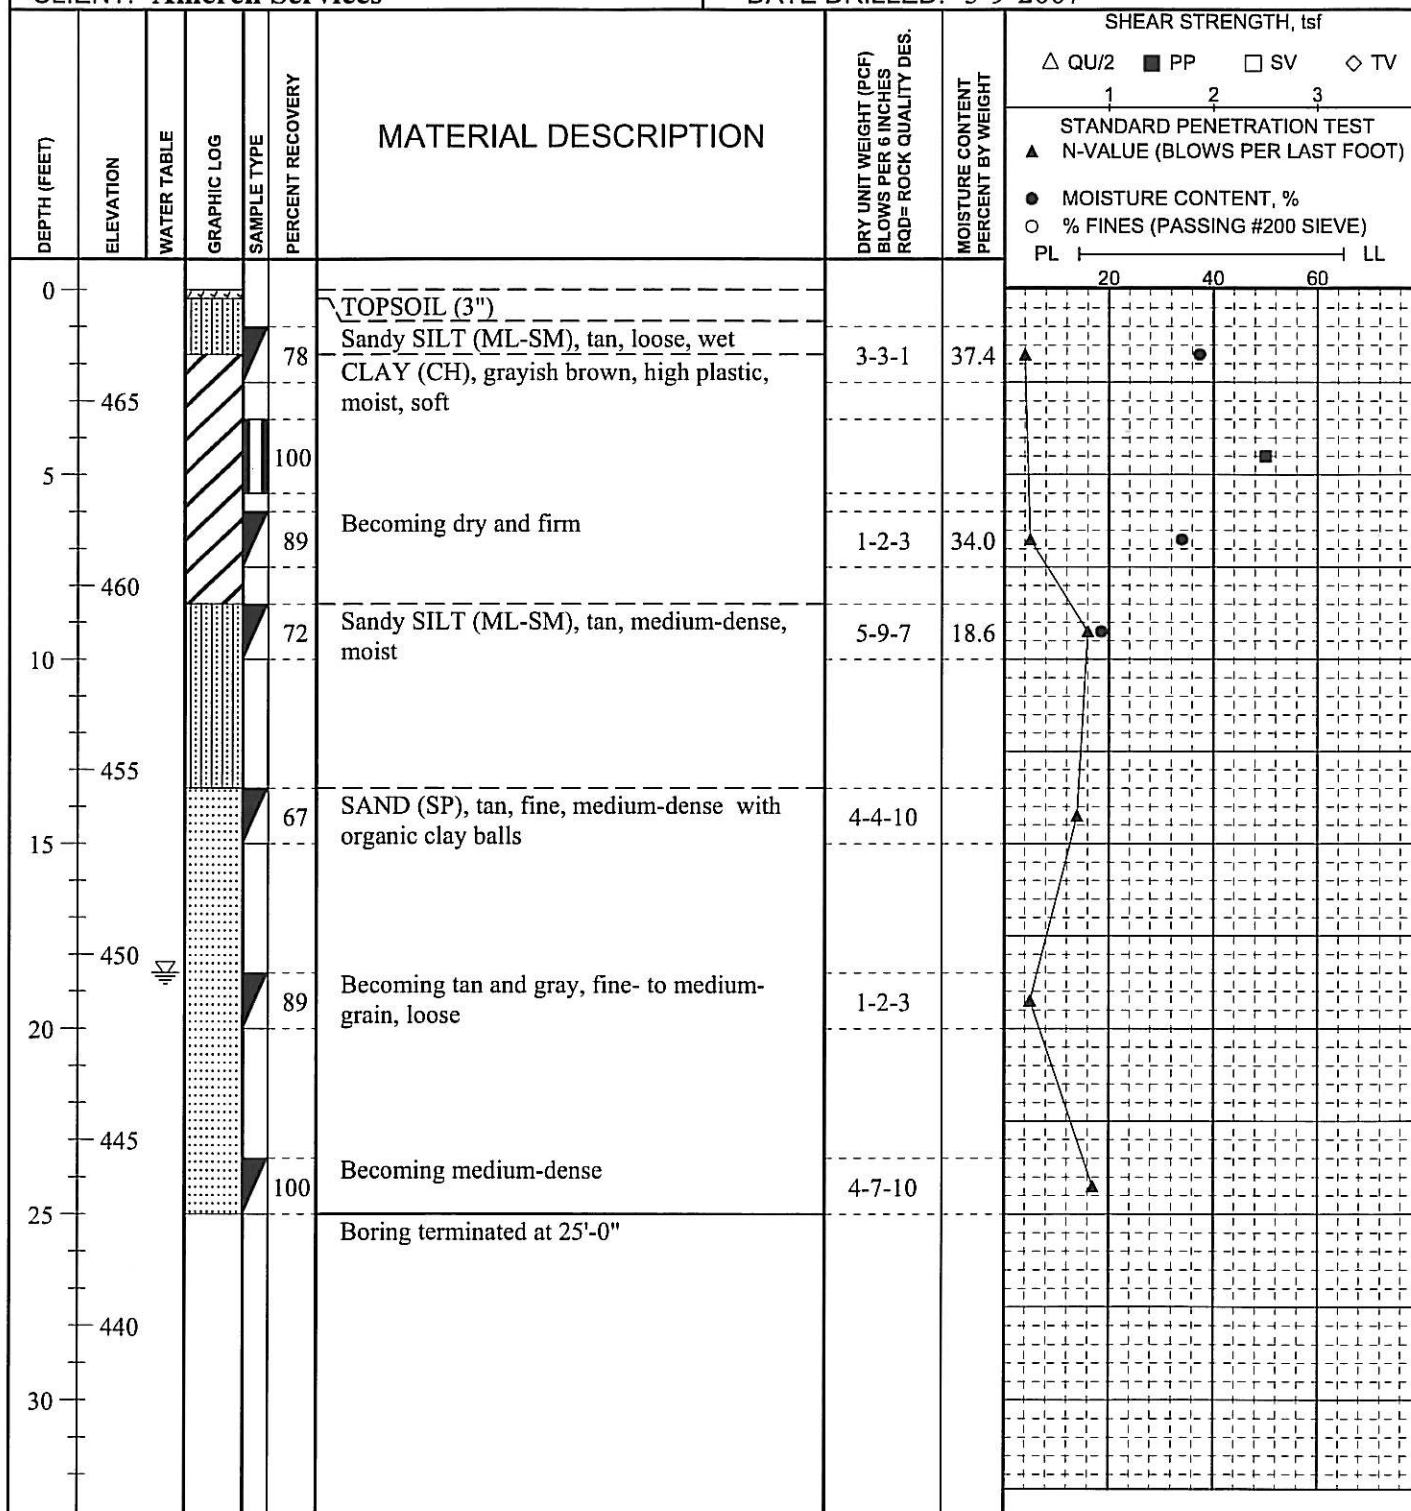 CLIENT: Ameren Services
DATE DRILLED:
SHEAR STRENGTH, tsf
△ QU/2 ■ PP □ SV ◇ TV
1 2 3
STANDARD PENETRATION TEST
▲ N-VALUE (BLOWS PER LAST FOOT)
● MOISTURE CONTENT, %
○ % FINES (PASSING #200 SIEVE)
PL LL
20 40 60
DEPTH (FEET)
ELEVATION
WATER TABLE
GRAPHIC LOG
SAMPLE TYPE
PERCENT RECOVERY
MATERIAL DESCRIPTION
DRY UNIT WEIGHT (PCF)
BLOWS PER 6 INCHES
RQD= ROCK QUALITY DES.
MOISTURE CONTENT
PERCENT BY WEIGHT
0
TOPSOIL (3")
Sandy SILT (ML-SM), tan, loose, wet
78 3-3-1 37.4
CLAY (CH), grayish brown, high plastic,
moist, soft
465
100
5
Becoming dry and firm
89 1-2-3 34.0
460
Sandy SILT (ML-SM), tan, medium-dense,
moist
72 5-9-7 18.6
10
455
SAND (SP), tan, fine, medium-dense with
organic clay balls
67 4-4-10
15
450
Becoming tan and gray, fine- to medium-
grain, loose
89 1-2-3
20
445
Becoming medium-dense
100 4-7-10
25
Boring terminated at 25'-0"
440
30